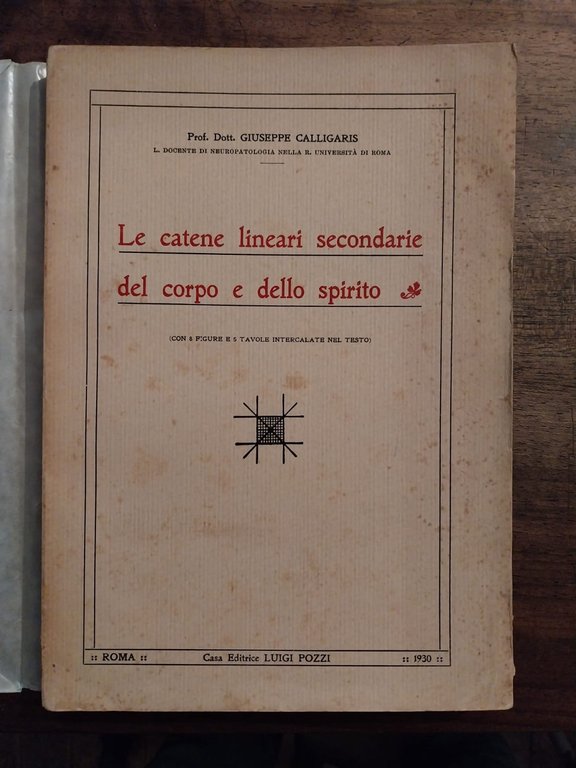 Prof. Dott. GIUSEPPE CALLIGARIS
L. DOCENTE DI NEUROPATOLOGIA NELLA R. UNIVERSITÀ DI ROMA
Le catene lineari secondarie
del corpo e dello spirito
(CON 8 FIGURE E 5 TAVOLE INTERCALATE NEL TESTO)
:: ROMA :: Casa Editrice LUIGI POZZI :: 1930 ::